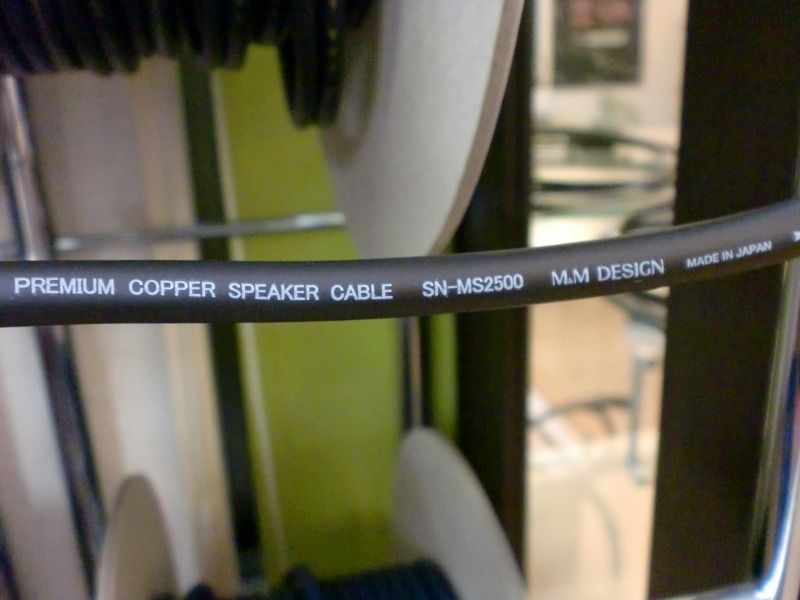 PREMIUM COPPER SPEAKER CABLE SN-MS2500 M&M DESIGN MADE IN JAPAN